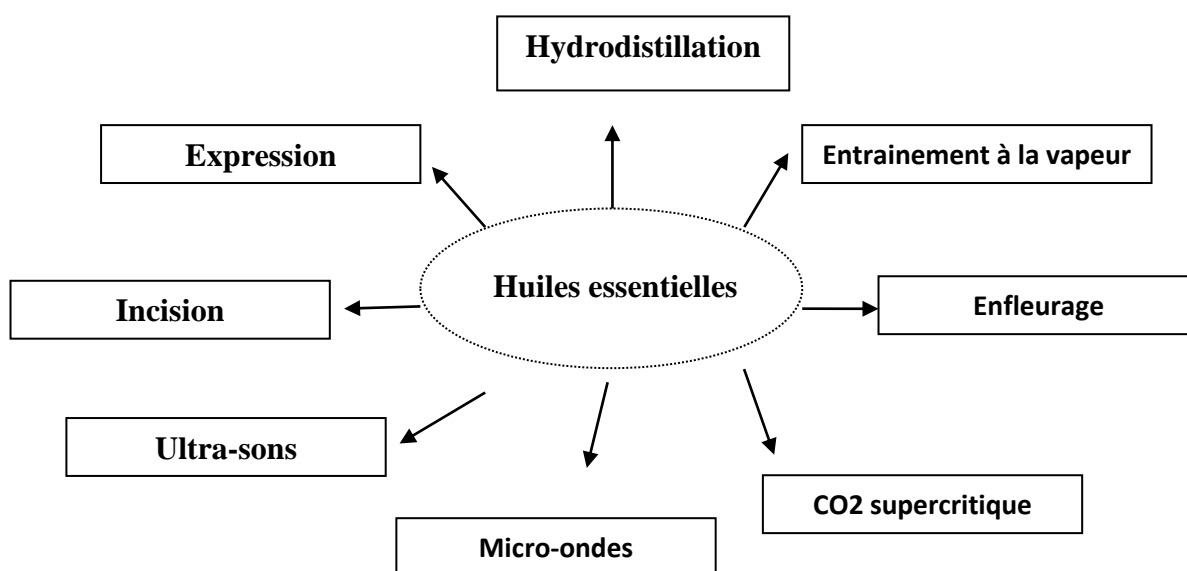 Hydrodistillation
Expression
Entrainement à la vapeur
Huiles essentielles
Incision
Enfleurage
Ultra-sons
CO2 supercritique
Micro-ondes